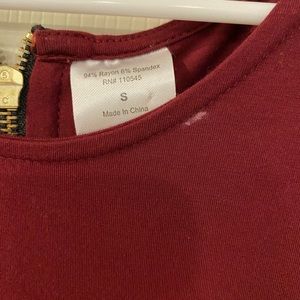 94% Rayon 6% Spandex
RN# 110545
S
Made In China